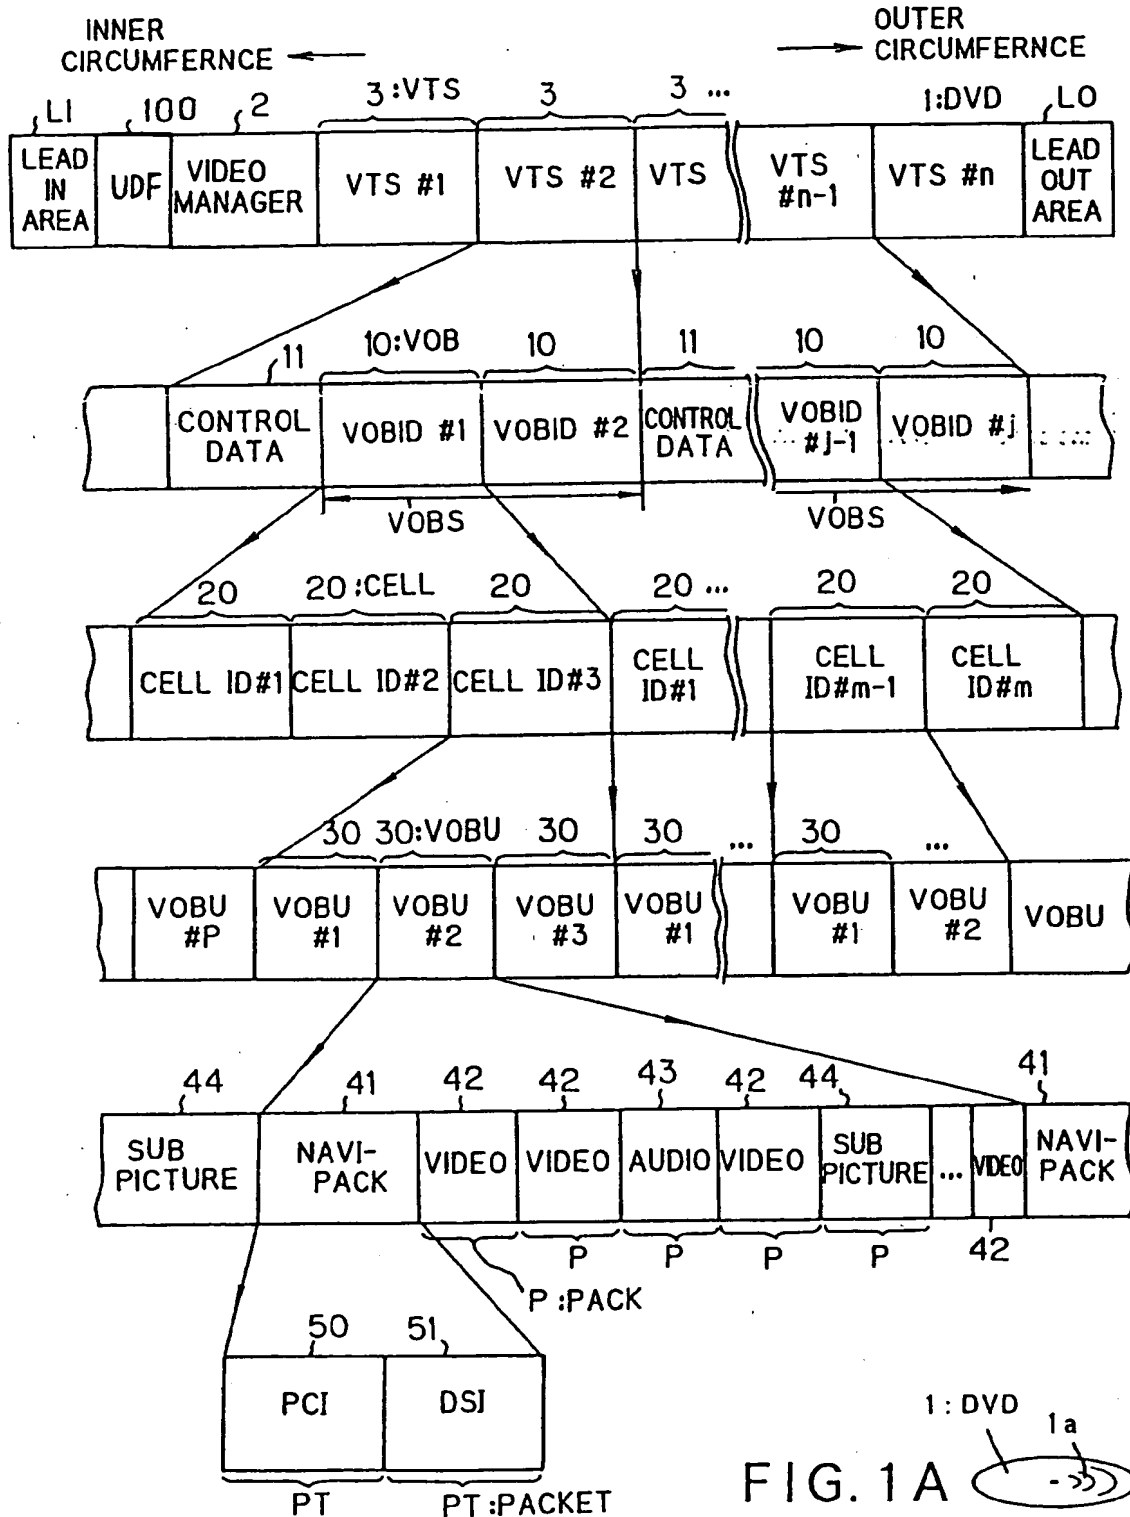 INNER
CIRCUMFERNCE
OUTER
CIRCUMFERNCE
LI 100 2 3:VTS 3 3 ... 1:DVD LO
LEAD IN AREA
UDF
VIDEO MANAGER
VTS #1
VTS #2
VTS
VTS #n-1
VTS #n
LEAD OUT AREA
11 10:VOB 10 11 10 10
CONTROL DATA
VOBID #1
VOBID #2
CONTROL DATA
VOBID #J-1
VOBID #j
VOBS
VOBS
20 20:CELL 20 20 ... 20 20
CELL ID#1
CELL ID#2
CELL ID#3
CELL ID#1
CELL ID#m-1
CELL ID#m
30 30:VOBU 30 30 ... 30 ...
VOBU #P
VOBU #1
VOBU #2
VOBU #3
VOBU #1
VOBU #1
VOBU #2
VOBU
44 41 42 42 43 42 44 41
SUB PICTURE
NAVI-PACK
VIDEO
VIDEO
AUDIO
VIDEO
SUB PICTURE
...
VIDEO
NAVI-PACK
P P P P 42
P:PACK
50 51
PCI
DSI
PT PT:PACKET
1:DVD 1a
FIG. 1A